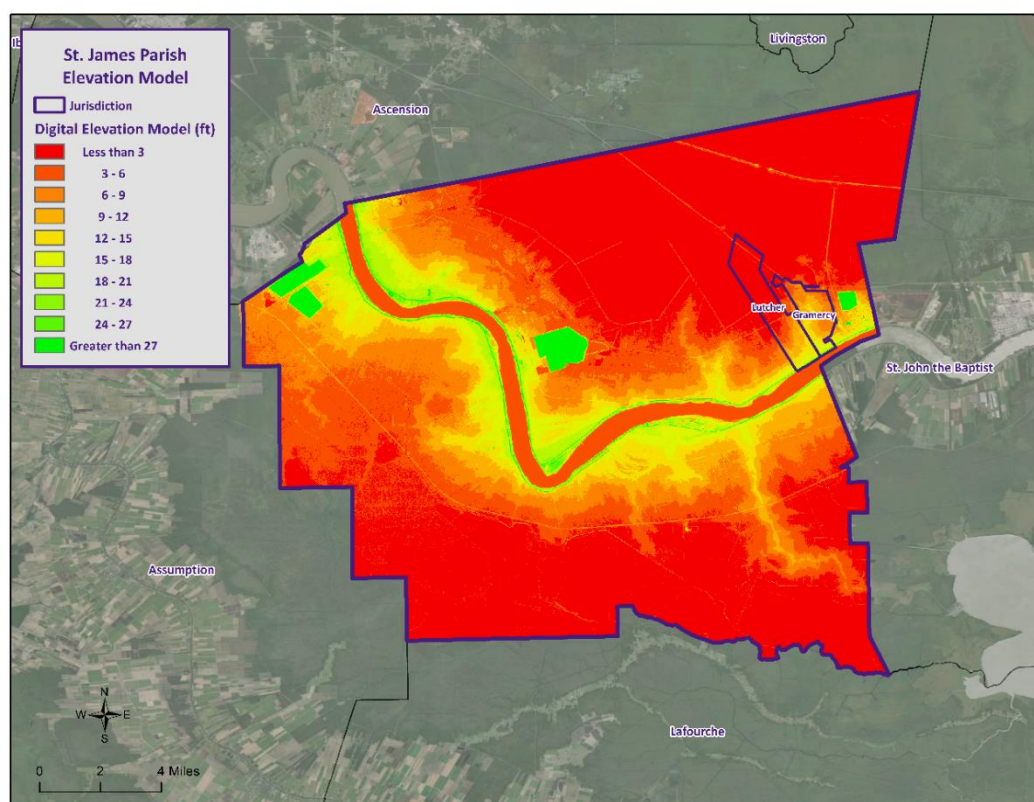 St. James Parish
Elevation Model
Jurisdiction
Digital Elevation Model (ft)
Less than 3
3 - 6
6 - 9
9 - 12
12 - 15
15 - 18
18 - 21
21 - 24
24 - 27
Greater than 27
Livingston
Ascension
Lutcher
Gramercy
St. John the Baptist
Assumption
Lafourche
N
W
E
S
0 2 4 Miles